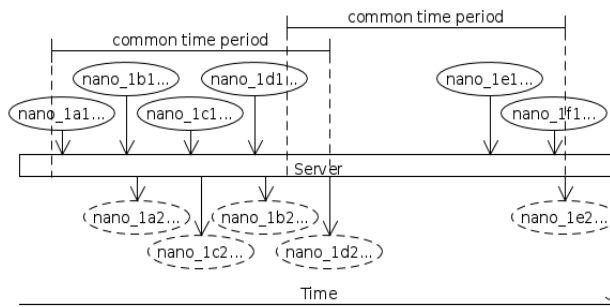 common time period
common time period
nano_1b1...
nano_1d1...
nano_1e1...
nano_1a1...
nano_1c1...
nano_1f1...
Server
nano_1a2...
nano_1b2...
nano_1e2...
nano_1c2...
nano_1d2...
Time